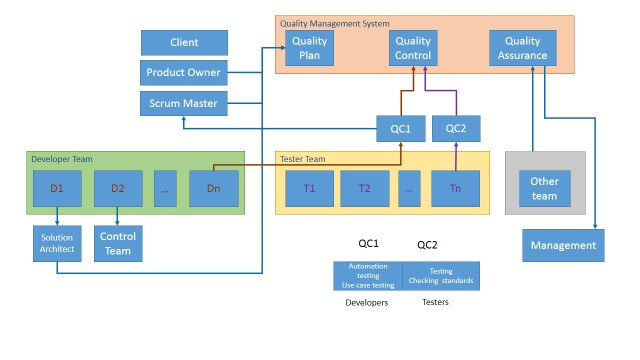 Quality Management System
Client
Quality
Plan
Quality
Control
Quality
Assurance
Product Owner
Scrum Master
QC1
QC2
Developer Team
Tester Team
D1
D2
...
Dn
T1
T2
...
Tn
Other
team
Solution
Architect
Control
Team
Management
QC1
QC2
Automation
testing
Use case testing
Testing
Checking standards
Developers
Testers